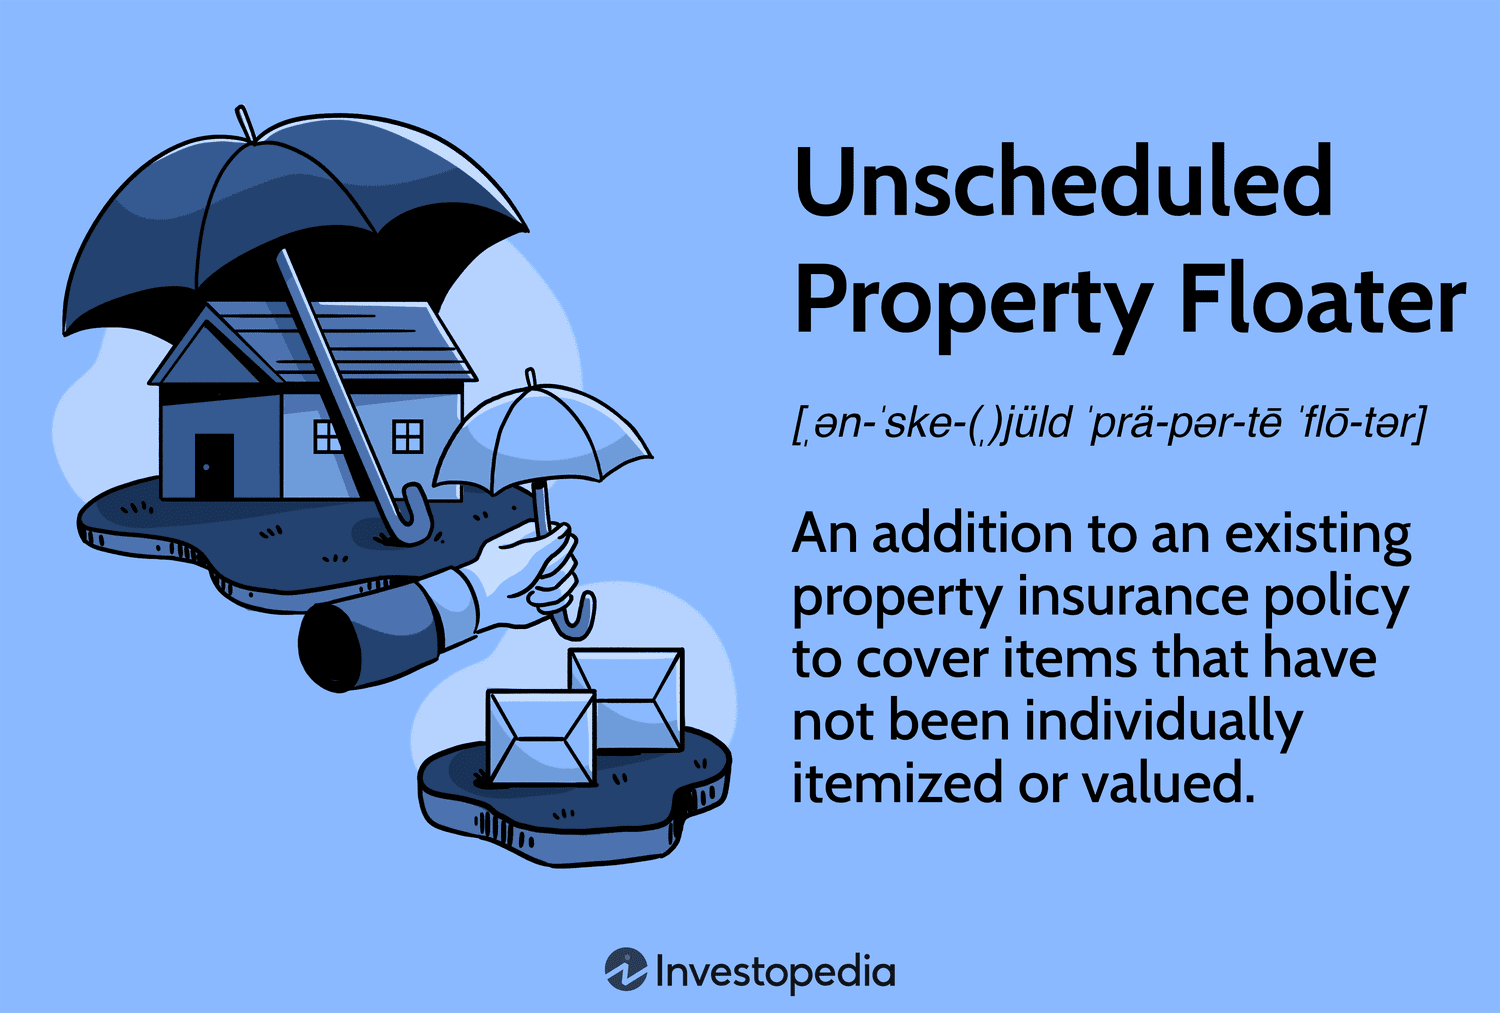 Unscheduled
Property Floater
[ˌən-ˈske-(ˌ)jüld ˈprä-pər-tē ˈflō-tər]
An addition to an existing
property insurance policy
to cover items that have
not been individually
itemized or valued.
Investopedia